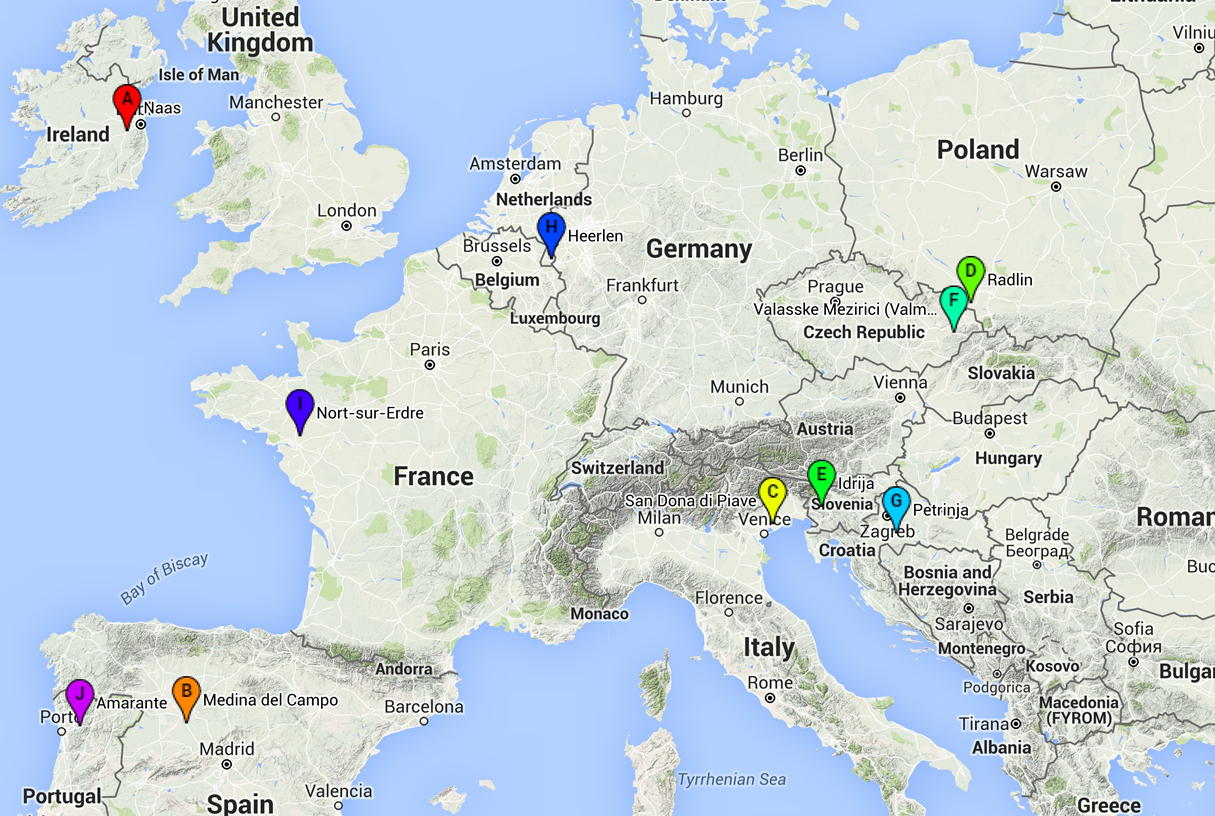 United
Kingdom
Lithuania
Vilniu
Isle of Man
A
Naas
Manchester
Ireland
Hamburg
Berlin
Poland
Warsaw
Amsterdam
Netherlands
London
H
Heerlen
Brussels
Belgium
Germany
Frankfurt
D
Radlin
Prague
F
Valasske Mezirici (Valm...
Czech Republic
Luxembourg
Paris
Slovakia
Munich
Vienna
I
Nort-sur-Erdre
Budapest
Austria
Hungary
France
Switzerland
E
Idrija
San Dona di Piave
C
Slovenia
G
Petrinja
Milan
Venice
Zagreb
Roman
Croatia
Belgrade
Београд
Bay of Biscay
Bosnia and
Herzegovina
Buc
Florence
Serbia
Monaco
Sarajevo
Sofia
София
Italy
Montenegro
Andorra
Kosovo
Bulgar
Rome
Podgorica
J
Amarante
B
Medina del Campo
Macedonia
(FYROM)
Porto
Barcelona
Tirana
Albania
Madrid
Tyrrhenian Sea
Valencia
Portugal
Spain
Greece